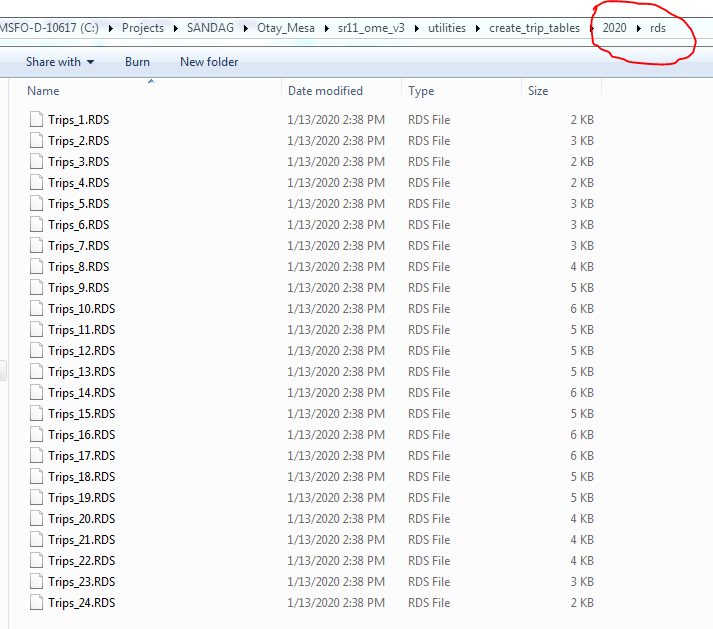 MSFO-D-10617 (C:) Projects SANDAG Otay_Mesa sr11_ome_v3 utilities create_trip_tables 2020 rds
Share with Burn New folder
Name Date modified Type Size
Trips_1.RDS 1/13/2020 2:38 PM RDS File 2 KB
Trips_2.RDS 1/13/2020 2:38 PM RDS File 3 KB
Trips_3.RDS 1/13/2020 2:38 PM RDS File 2 KB
Trips_4.RDS 1/13/2020 2:38 PM RDS File 2 KB
Trips_5.RDS 1/13/2020 2:38 PM RDS File 3 KB
Trips_6.RDS 1/13/2020 2:38 PM RDS File 3 KB
Trips_7.RDS 1/13/2020 2:38 PM RDS File 3 KB
Trips_8.RDS 1/13/2020 2:38 PM RDS File 4 KB
Trips_9.RDS 1/13/2020 2:38 PM RDS File 5 KB
Trips_10.RDS 1/13/2020 2:38 PM RDS File 6 KB
Trips_11.RDS 1/13/2020 2:38 PM RDS File 5 KB
Trips_12.RDS 1/13/2020 2:38 PM RDS File 5 KB
Trips_13.RDS 1/13/2020 2:38 PM RDS File 5 KB
Trips_14.RDS 1/13/2020 2:38 PM RDS File 6 KB
Trips_15.RDS 1/13/2020 2:38 PM RDS File 5 KB
Trips_16.RDS 1/13/2020 2:38 PM RDS File 6 KB
Trips_17.RDS 1/13/2020 2:38 PM RDS File 6 KB
Trips_18.RDS 1/13/2020 2:38 PM RDS File 5 KB
Trips_19.RDS 1/13/2020 2:38 PM RDS File 5 KB
Trips_20.RDS 1/13/2020 2:38 PM RDS File 4 KB
Trips_21.RDS 1/13/2020 2:38 PM RDS File 4 KB
Trips_22.RDS 1/13/2020 2:38 PM RDS File 4 KB
Trips_23.RDS 1/13/2020 2:38 PM RDS File 3 KB
Trips_24.RDS 1/13/2020 2:38 PM RDS File 2 KB